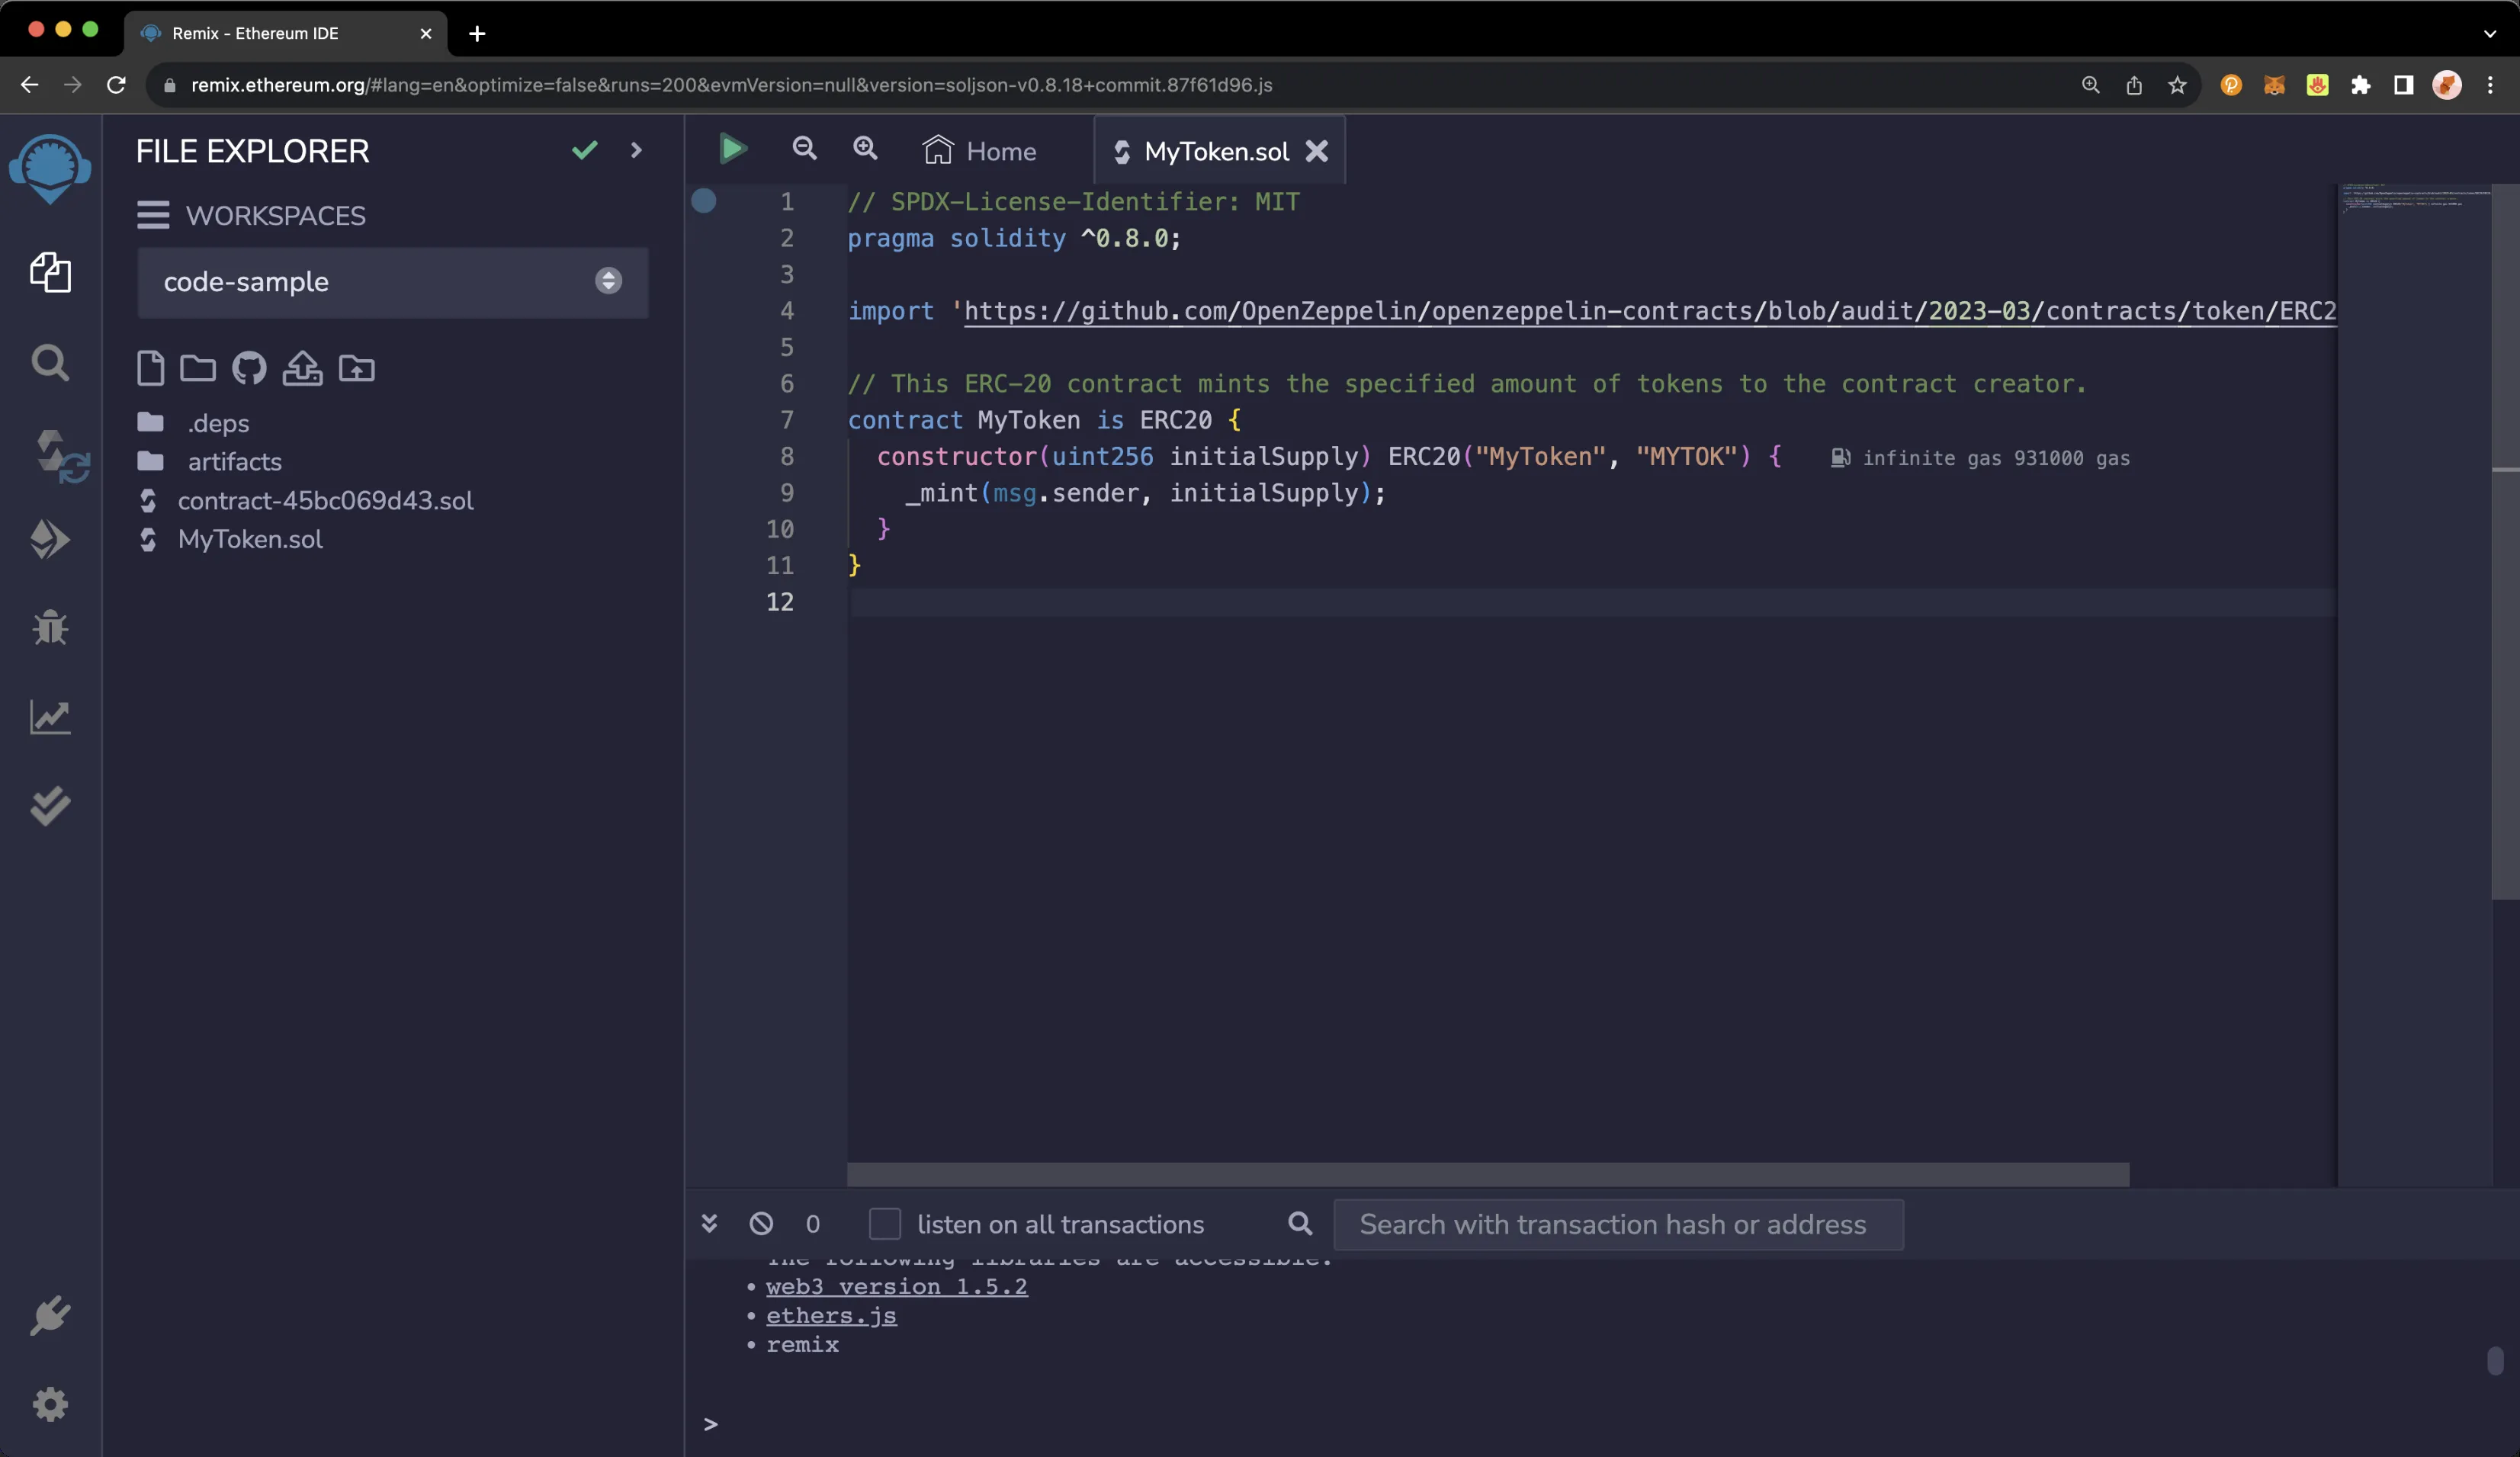 Remix - Ethereum IDE
remix.ethereum.org/#lang=en&optimize=false&runs=200&evmVersion=null&version=soljson-v0.8.18+commit.87f61d96.js
FILE EXPLORER
WORKSPACES
code-sample
.deps
artifacts
contract-45bc069d43.sol
MyToken.sol
Home
MyToken.sol
1 // SPDX-License-Identifier: MIT
2 pragma solidity ^0.8.0;
3
4 import 'https://github.com/OpenZeppelin/openzeppelin-contracts/blob/audit/2023-03/contracts/token/ERC2
5
6 // This ERC-20 contract mints the specified amount of tokens to the contract creator.
7 contract MyToken is ERC20 {
8 constructor(uint256 initialSupply) ERC20("MyToken", "MYTOK") { infinite gas 931000 gas
9 _mint(msg.sender, initialSupply);
10 }
11 }
12
0 listen on all transactions Search with transaction hash or address
The following libraries are accessible:
• web3 version 1.5.2
• ethers.js
• remix
>